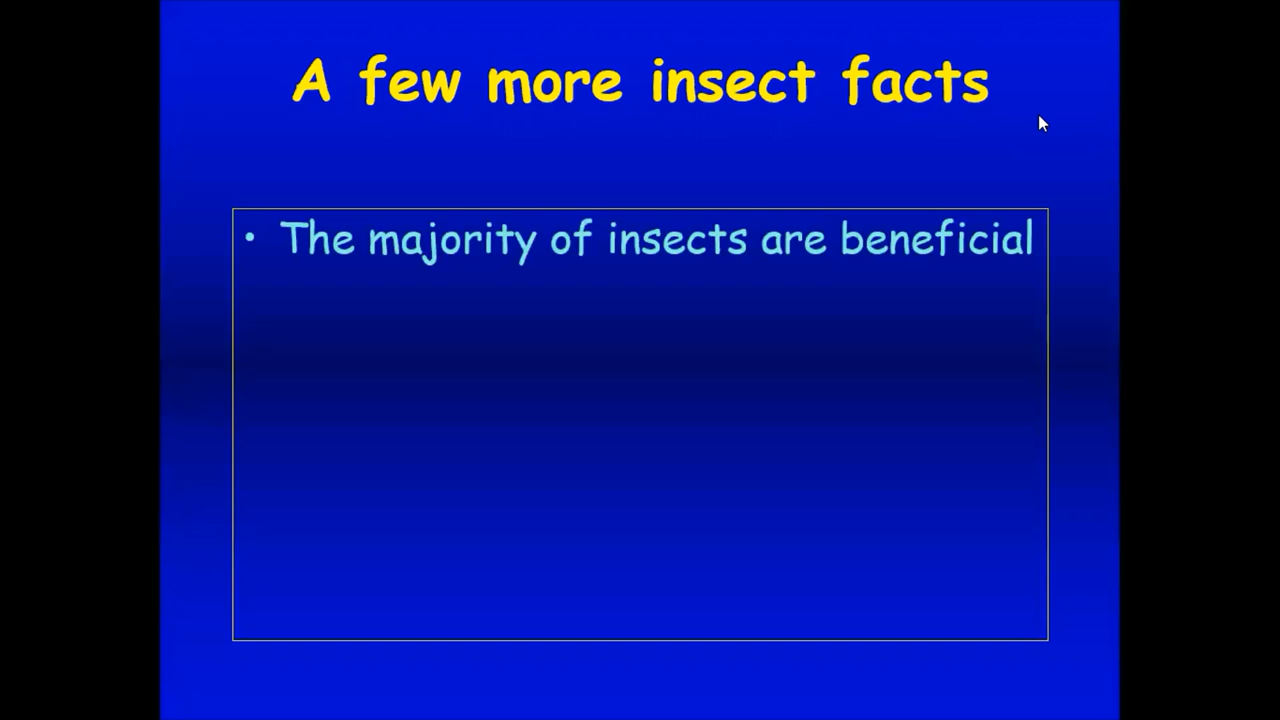 A few more insect facts
• The majority of insects are beneficial